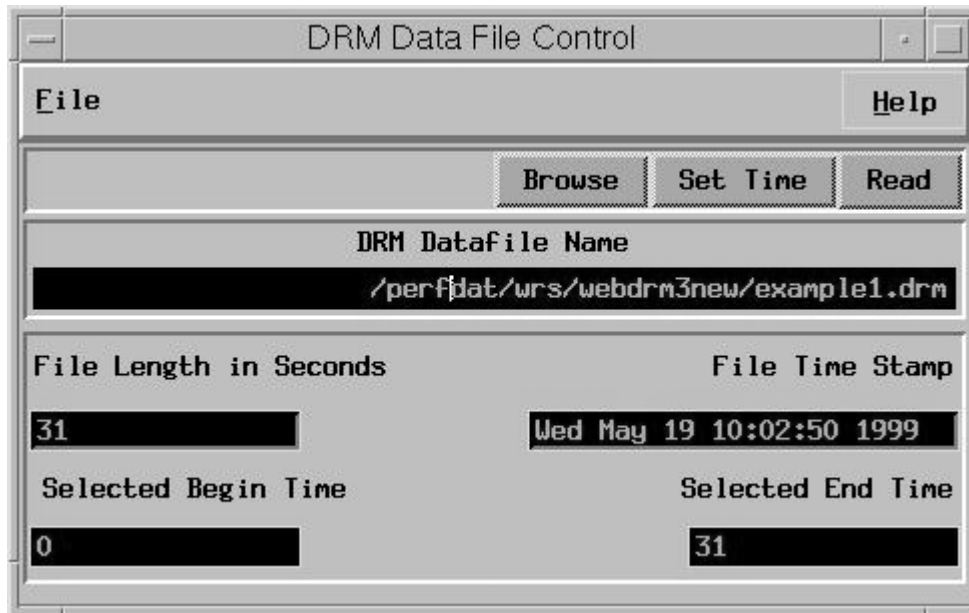 DRM Data File Control
File Help
Browse Set Time Read
DRM Datafile Name
/perfdat/wrs/webdrm3new/example1.drm
File Length in Seconds File Time Stamp
31 Wed May 19 10:02:50 1999
Selected Begin Time Selected End Time
0 31